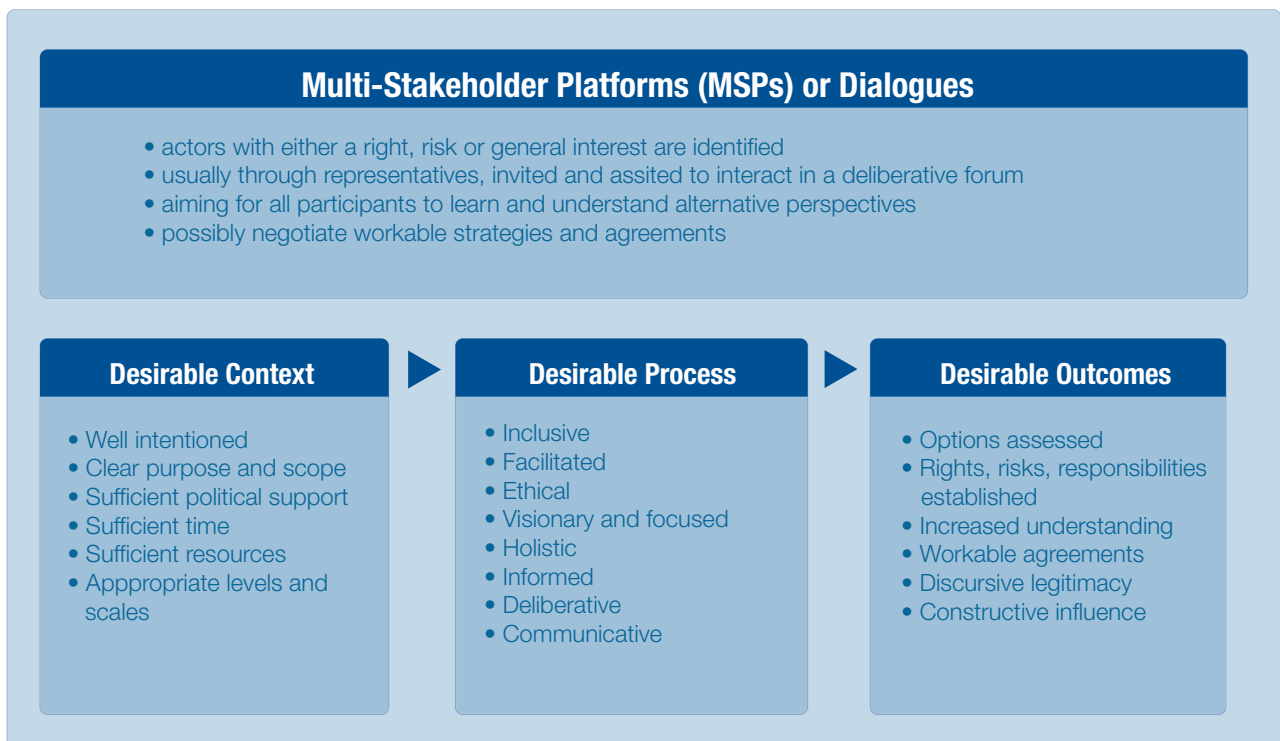 Multi-Stakeholder Platforms (MSPs) or Dialogues
• actors with either a right, risk or general interest are identified
• usually through representatives, invited and assited to interact in a deliberative forum
• aiming for all participants to learn and understand alternative perspectives
• possibly negotiate workable strategies and agreements
Desirable Context
• Well intentioned
• Clear purpose and scope
• Sufficient political support
• Sufficient time
• Sufficient resources
• Apppropriate levels and
scales
Desirable Process
• Inclusive
• Facilitated
• Ethical
• Visionary and focused
• Holistic
• Informed
• Deliberative
• Communicative
Desirable Outcomes
• Options assessed
• Rights, risks, responsibilities
established
• Increased understanding
• Workable agreements
• Discursive legitimacy
• Constructive influence